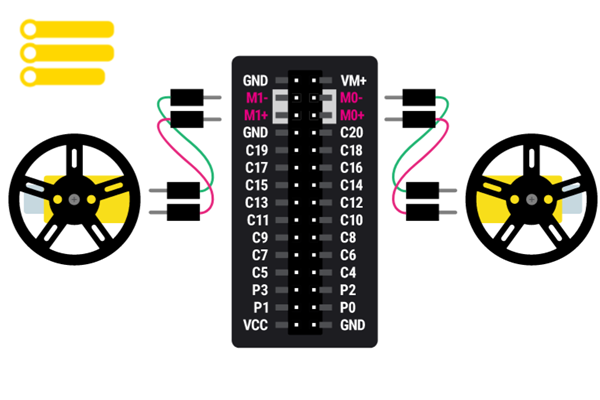 GND VM+
M1- M0-
M1+ M0+
GND C20
C19 C18
C17 C16
C15 C14
C13 C12
C11 C10
C9 C8
C7 C6
C5 C4
P3 P2
P1 P0
VCC GND